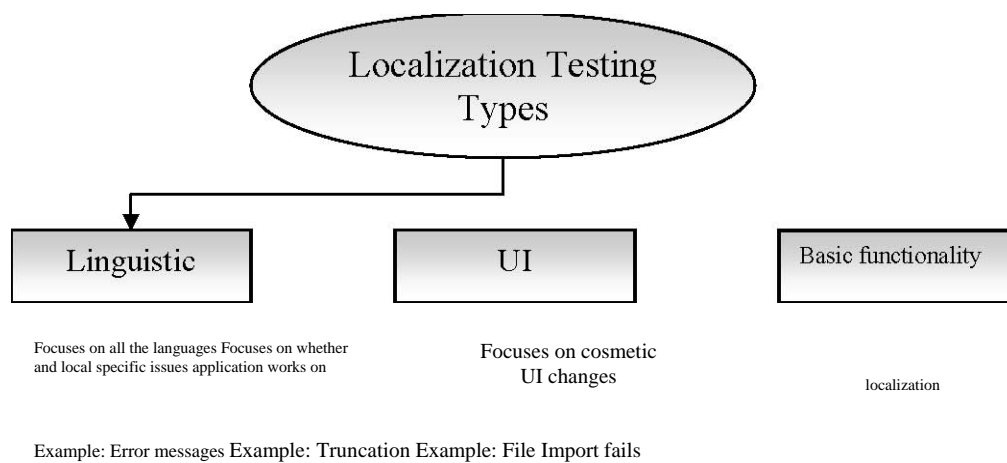 Localization Testing
Types
Linguistic
UI
Basic functionality
Focuses on all the languages Focuses on whether
and local specific issues application works on
Focuses on cosmetic
UI changes
localization
Example: Error messages Example: Truncation Example: File Import fails